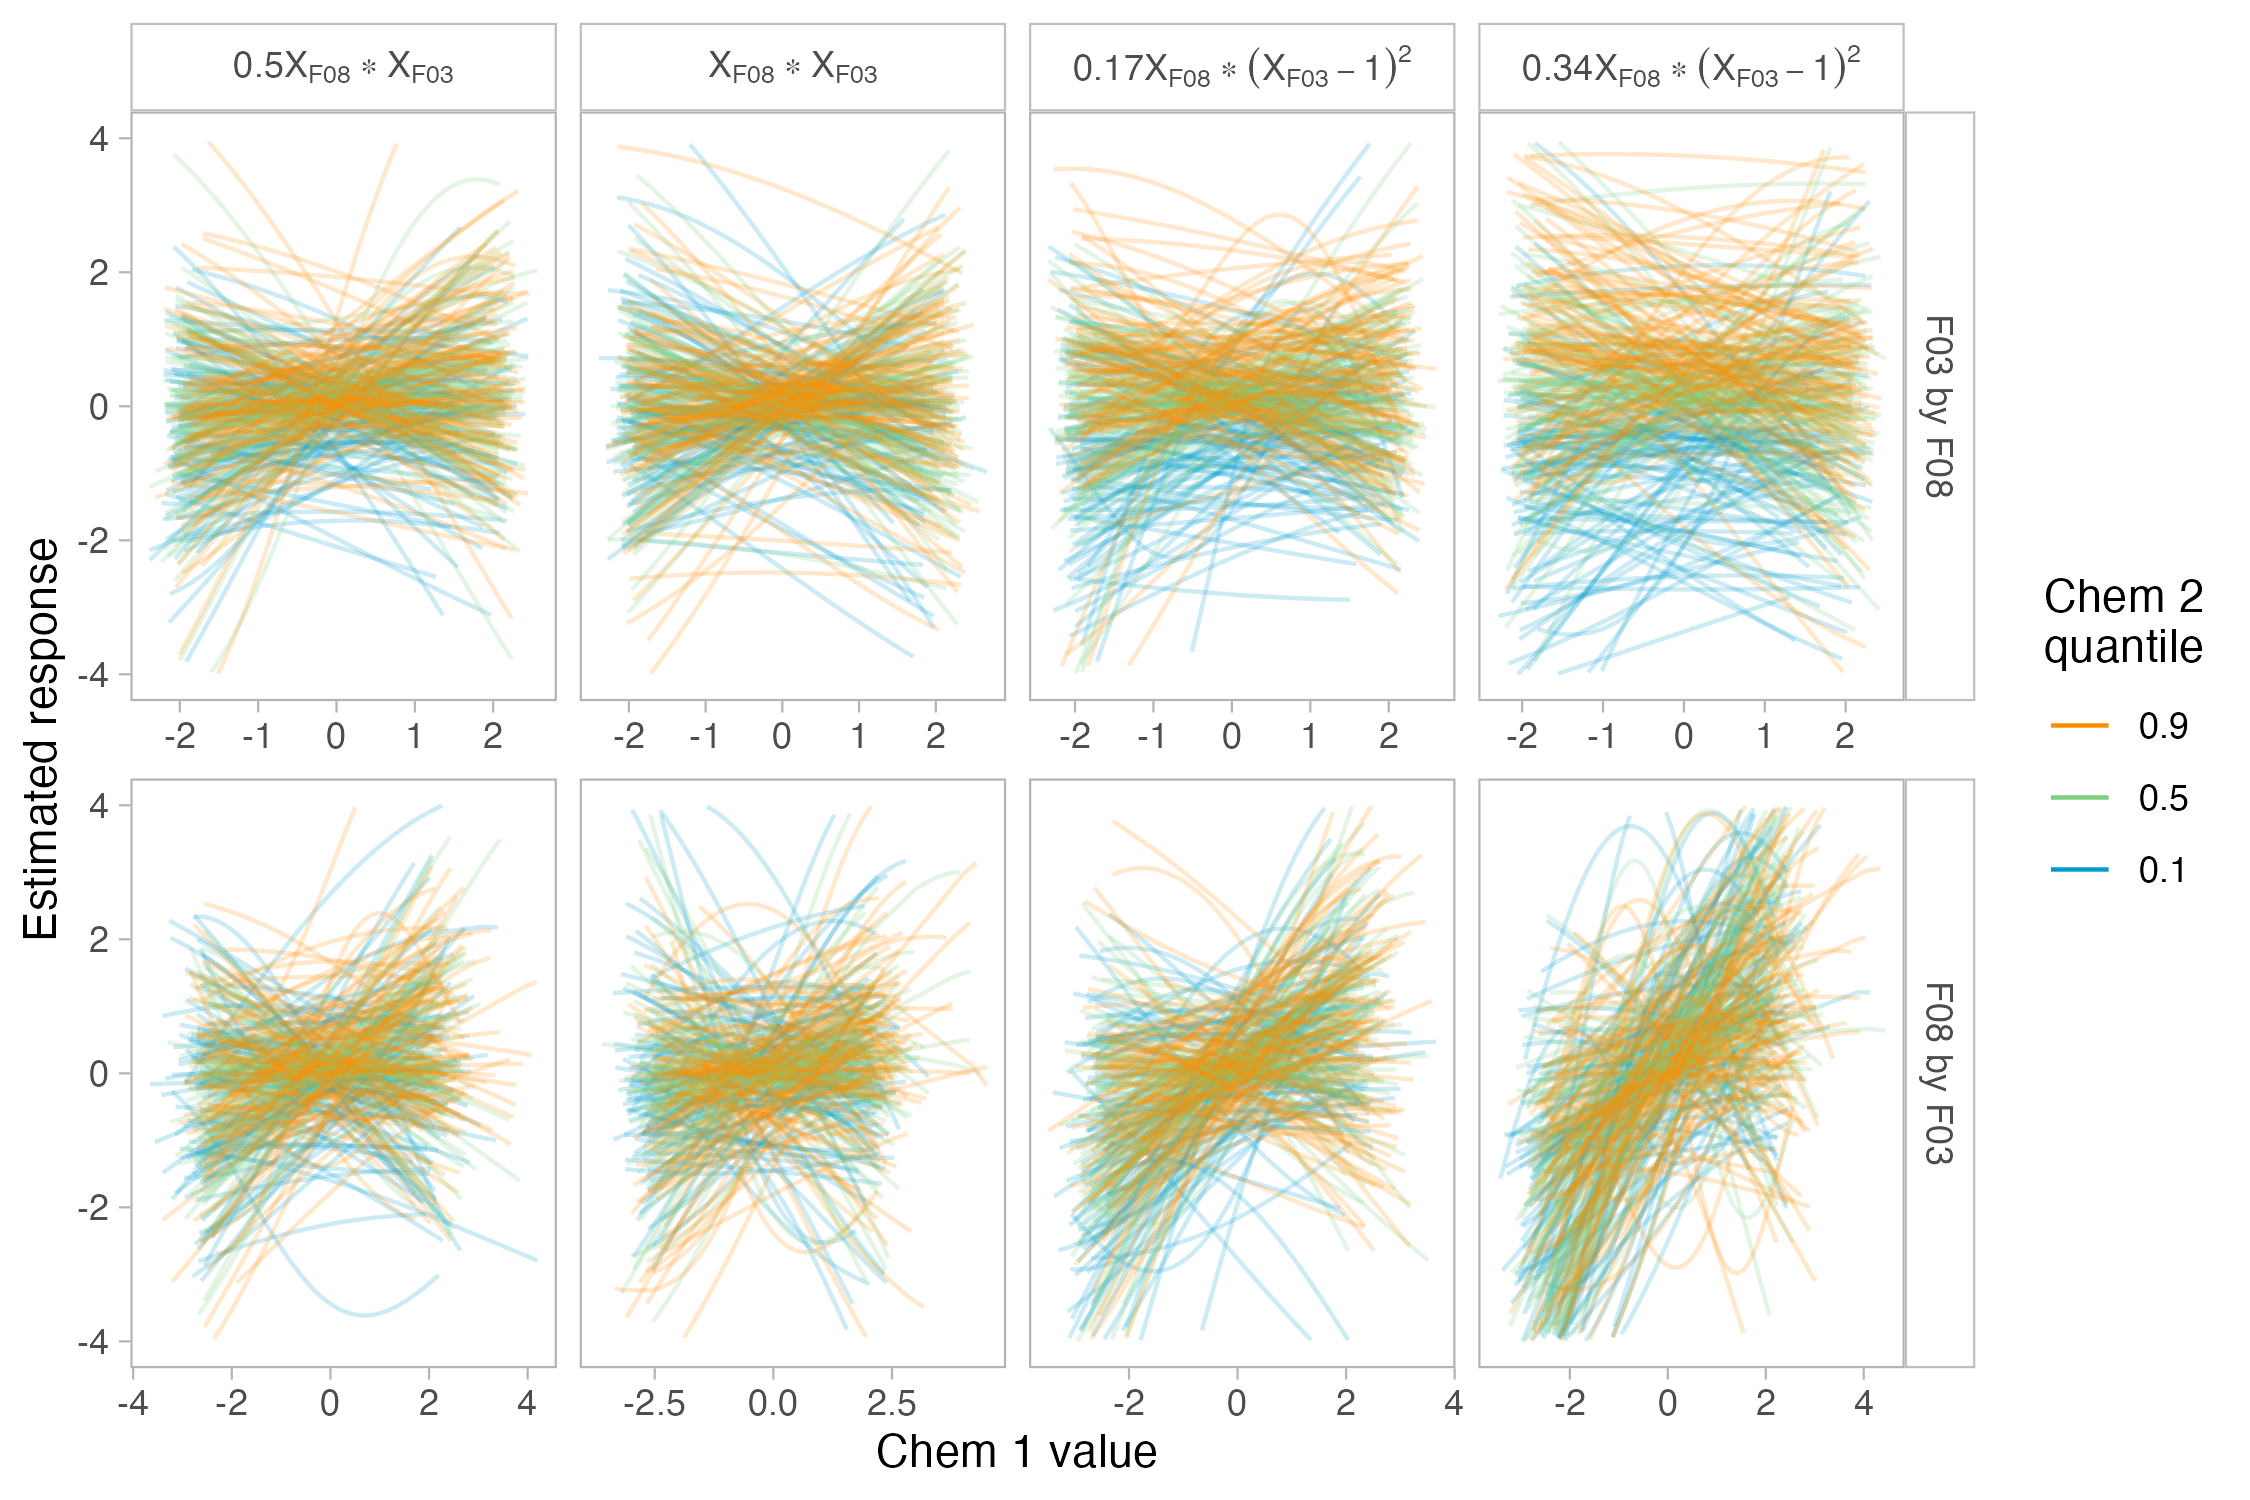 0.5X_F08 * X_F03
X_F08 * X_F03
0.17X_F08 * (X_F03 – 1)²
0.34X_F08 * (X_F03 – 1)²
4
2
0
-2
-4
-2 -1 0 1 2
-2 -1 0 1 2
-2 -1 0 1 2
-2 -1 0 1 2
F03 by F08
4
2
0
-2
-4
-4 -2 0 2 4
-2.5 0.0 2.5
-2 0 2 4
-2 0 2 4
F08 by F03
Estimated response
Chem 1 value
Chem 2
quantile
0.9
0.5
0.1